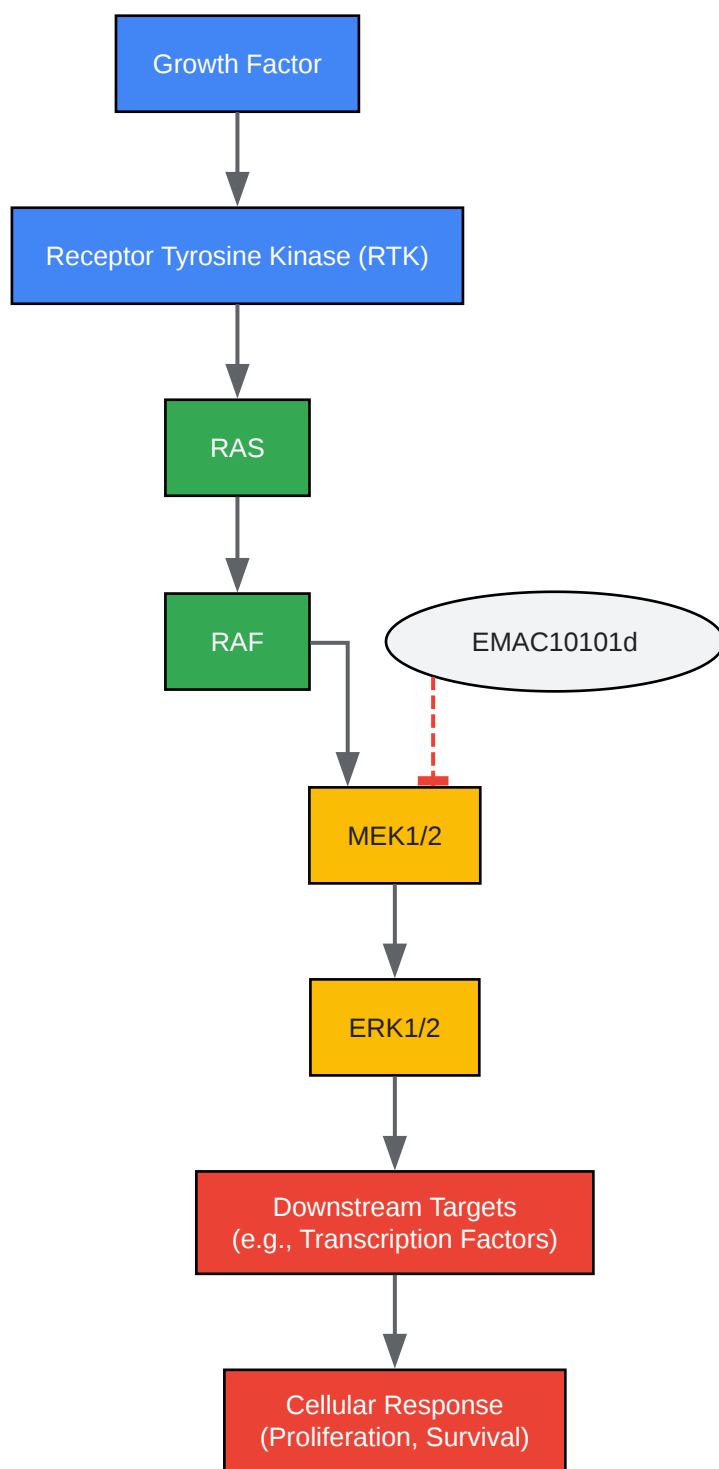 Growth Factor
Receptor Tyrosine Kinase (RTK)
RAS
RAF
EMAC10101d
MEK1/2
ERK1/2
Downstream Targets
(e.g., Transcription Factors)
Cellular Response
(Proliferation, Survival)